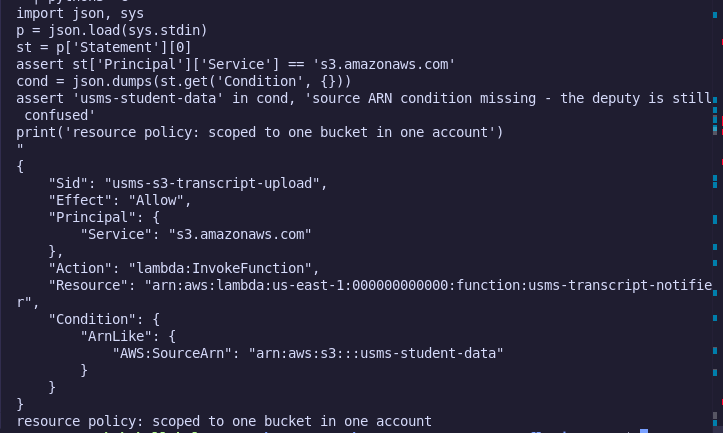 import json, sys
p = json.load(sys.stdin)
st = p['Statement'][0]
assert st['Principal']['Service'] == 's3.amazonaws.com'
cond = json.dumps(st.get('Condition', {}))
assert 'usms-student-data' in cond, 'source ARN condition missing - the deputy is still
 confused'
print('resource policy: scoped to one bucket in one account')
"
{
    "Sid": "usms-s3-transcript-upload",
    "Effect": "Allow",
    "Principal": {
        "Service": "s3.amazonaws.com"
    },
    "Action": "lambda:InvokeFunction",
    "Resource": "arn:aws:lambda:us-east-1:000000000000:function:usms-transcript-notifie
r",
    "Condition": {
        "ArnLike": {
            "AWS:SourceArn": "arn:aws:s3:::usms-student-data"
        }
    }
}
resource policy: scoped to one bucket in one account